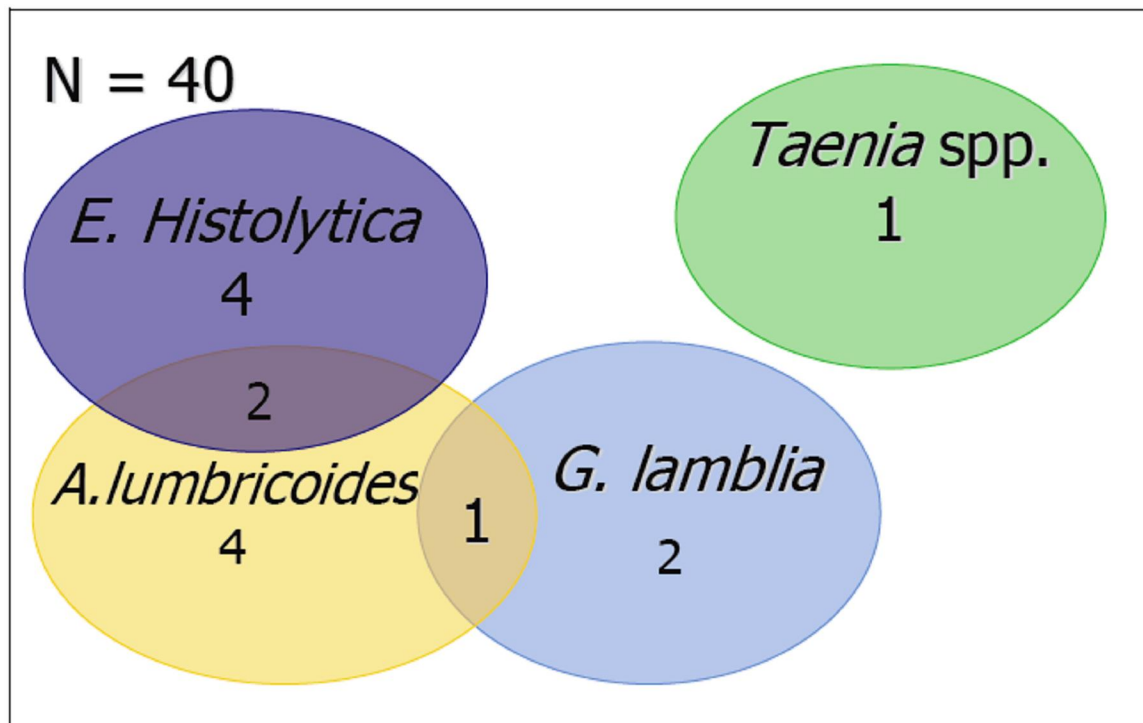 N = 40
E. Histolytica
4
2
A.lumbricoides
4
1
G. lamblia
2
Taenia spp.
1